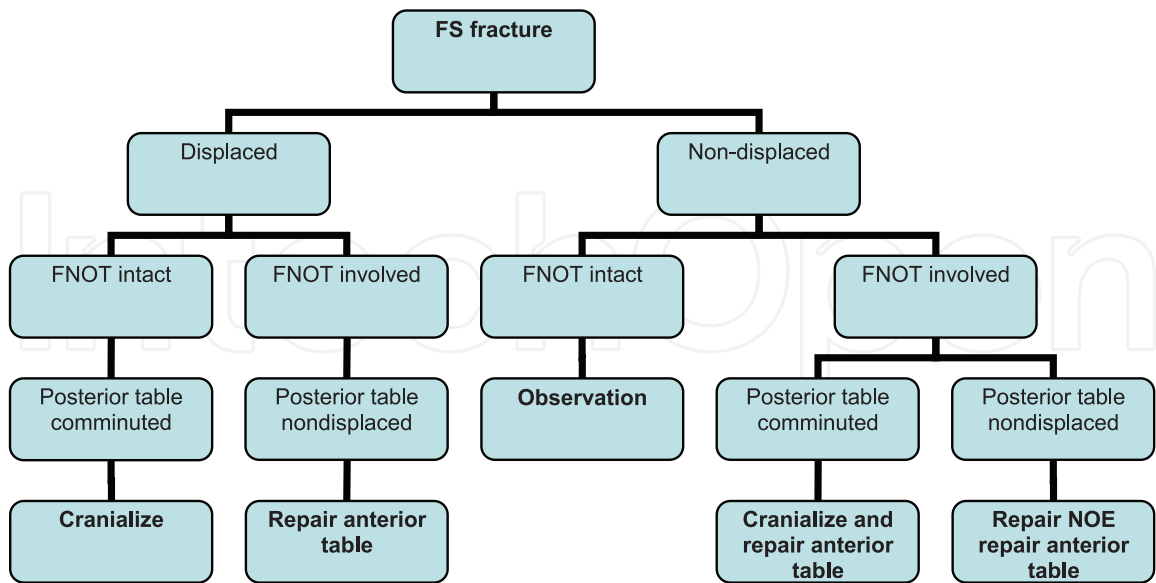 FS fracture
Displaced
Non-displaced
FNOT intact
FNOT involved
FNOT intact
FNOT involved
Posterior table
comminuted
Posterior table
nondisplaced
Observation
Posterior table
comminuted
Posterior table
nondisplaced
Cranialize
Repair anterior
table
Cranialize and
repair anterior
table
Repair NOE
repair anterior
table
IntechOpen